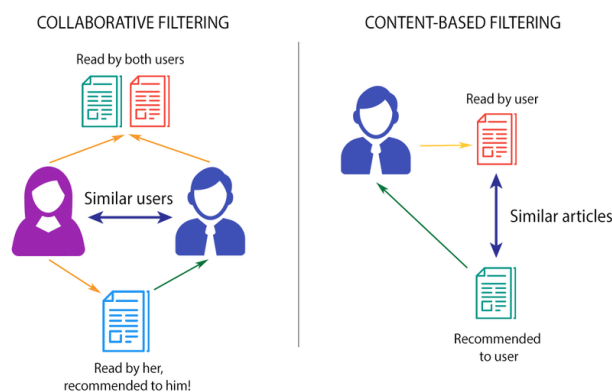 COLLABORATIVE FILTERING
Read by both users
Similar users
Read by her,
recommended to him!
CONTENT-BASED FILTERING
Read by user
Similar articles
Recommended
to user